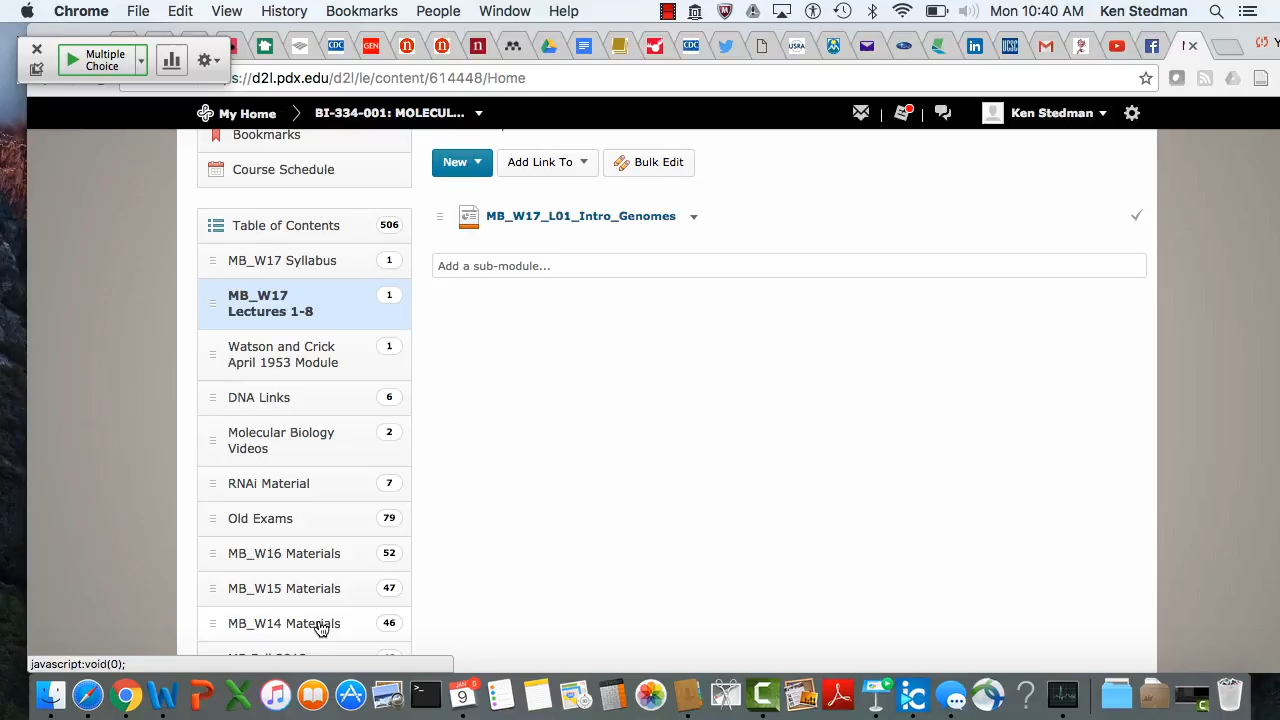 Chrome File Edit View History Bookmarks People Window Help Mon 10:40 AM Ken Stedman
Multiple
Choice
s://d2l.pdx.edu/d2l/le/content/614448/Home
My Home BI-334-001: MOLECUL... Ken Stedman
Bookmarks
Course Schedule
New Add Link To Bulk Edit
MB_W17_L01_Intro_Genomes
Add a sub-module...
Table of Contents 506
MB_W17 Syllabus 1
MB_W17
Lectures 1-8 1
Watson and Crick
April 1953 Module 1
DNA Links 6
Molecular Biology
Videos 2
RNAi Material 7
Old Exams 79
MB_W16 Materials 52
MB_W15 Materials 47
MB_W14 Materials 46
javascript:void(0);